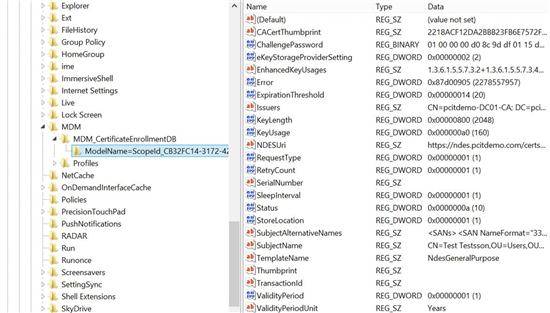 Explorer
Ext
FileHistory
Group Policy
HomeGroup
ime
ImmersiveShell
Internet Settings
Live
Lock Screen
MDM
MDM_CertificateEnrollmentDB
ModelName=ScopeId_CB32FC14-3172-42
Profiles
NetCache
OnDemandInterfaceCache
Policies
PrecisionTouchPad
PushNotifications
RADAR
Run
Runonce
Screensavers
SettingSync
Shell Extensions
SkyDrive
Name Type Data
(Default) REG_SZ (value not set)
CACertThumbprint REG_SZ 2218ACF12DA2BBB23FB6E7572F...
ChallengePassword REG_BINARY 01 00 00 00 d0 8c 9d df 01 15 d...
eKeyStorageProviderSetting REG_DWORD 0x00000002 (2)
EnhancedKeyUsages REG_SZ 1.3.6.1.5.5.7.3.2+1.3.6.1.5.5.7.3.4...
Error REG_DWORD 0x87d00905 (2278557957)
ExpirationThreshold REG_DWORD 0x00000014 (20)
Issuers REG_SZ CN=pcitdemo-DC01-CA; DC=pci...
KeyLength REG_DWORD 0x00000800 (2048)
KeyUsage REG_DWORD 0x000000a0 (160)
NDESUri REG_SZ https://ndes.pcitdemo.com/certs...
RequestType REG_DWORD 0x00000001 (1)
RetryCount REG_DWORD 0x00000001 (1)
SerialNumber REG_SZ
SleepInterval REG_DWORD 0x00000001 (1)
Status REG_DWORD 0x0000000a (10)
StoreLocation REG_DWORD 0x00000001 (1)
SubjectAlternativeNames REG_SZ <SANs> <SAN NameFormat="33...
SubjectName REG_SZ CN=Test Testsson,OU=Users,OU...
TemplateName REG_SZ NdesGeneralPurpose
Thumbprint REG_SZ
TransactionId REG_SZ
ValidityPeriod REG_DWORD 0x00000001 (1)
ValidityPeriodUnit REG_SZ Years